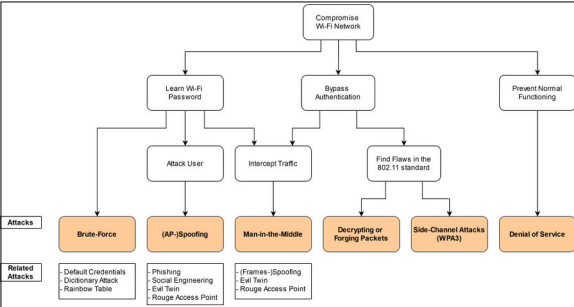 Compromise
Wi-Fi Network
Learn Wi-Fi
Password
Bypass
Authentication
Prevent Normal
Functioning
Attack User
Intercept Traffic
Find Flaws in the
802.11 standard
Attacks
Brute-Force
(AP-)Spoofing
Man-in-the-Middle
Decrypting or
Forging Packets
Side-Channel Attacks
(WPA3)
Denial of Service
Related
Attacks
- Default Credentials
- Dicitionary Attack
- Rainbow Table
- Phishing
- Social Engineering
- Evil Twin
- Rouge Access Point
- (Frames-)Spoofing
- Evil Twin
- Rouge Access Point